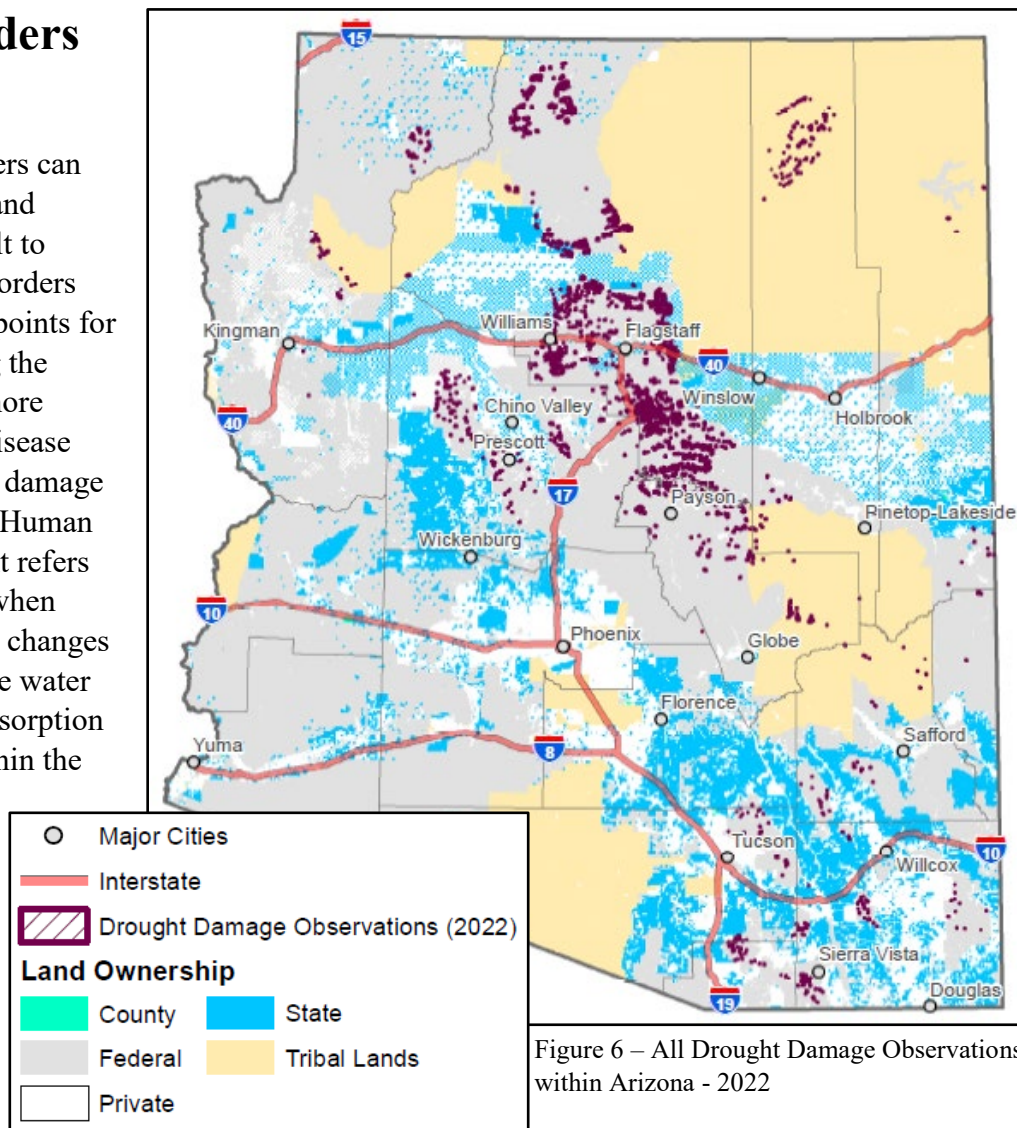 ders
ers can
and
lt to
orders
points for
g the
more
isease
damage
Human
t refers
when
changes
e water
sorption
hin the
15
Kingman
Williams
Flagstaff
40
Winslow
Holbrook
40
Chino Valley
Prescott
17
Payson
Pinetop-Lakeside
Wickenburg
10
Phoenix
Globe
Florence
Yuma
8
Safford
Tucson
Willcox
10
Sierra Vista
19
Douglas
Major Cities
Interstate
Drought Damage Observations (2022)
Land Ownership
County
State
Federal
Tribal Lands
Private
Figure 6 – All Drought Damage Observations
within Arizona - 2022